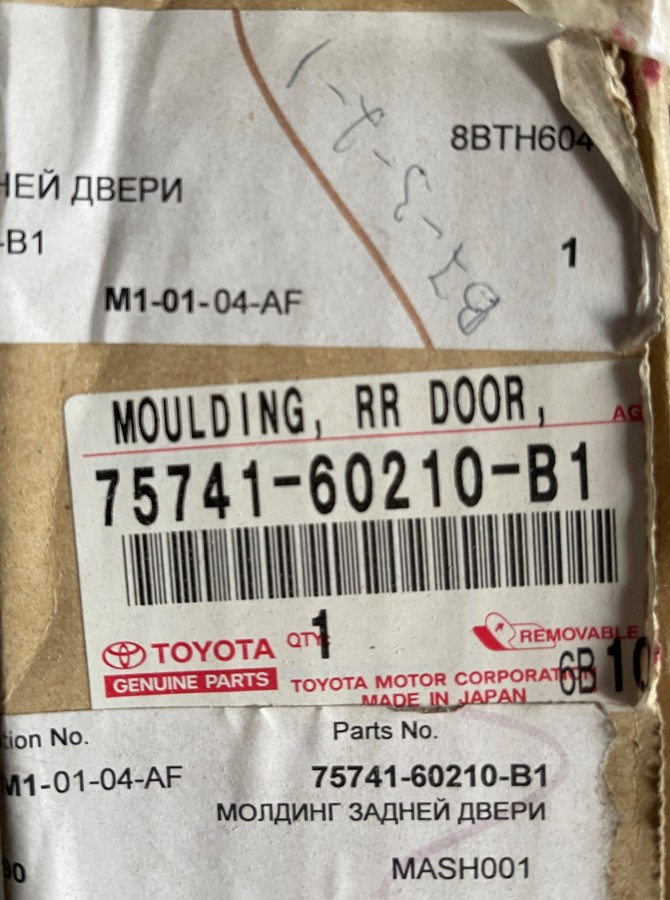 8BTH604
НЕЙ ДВЕРИ
-B1
1
M1-01-04-AF
MOULDING, RR DOOR,
AG
75741-60210-B1
TOYOTA
QTY 1
REMOVABLE
GENUINE PARTS
TOYOTA MOTOR CORPORATION
6B10
MADE IN JAPAN
tion No.
Parts No.
M1-01-04-AF
75741-60210-B1
МОЛДИНГ ЗАДНЕЙ ДВЕРИ
90
MASH001